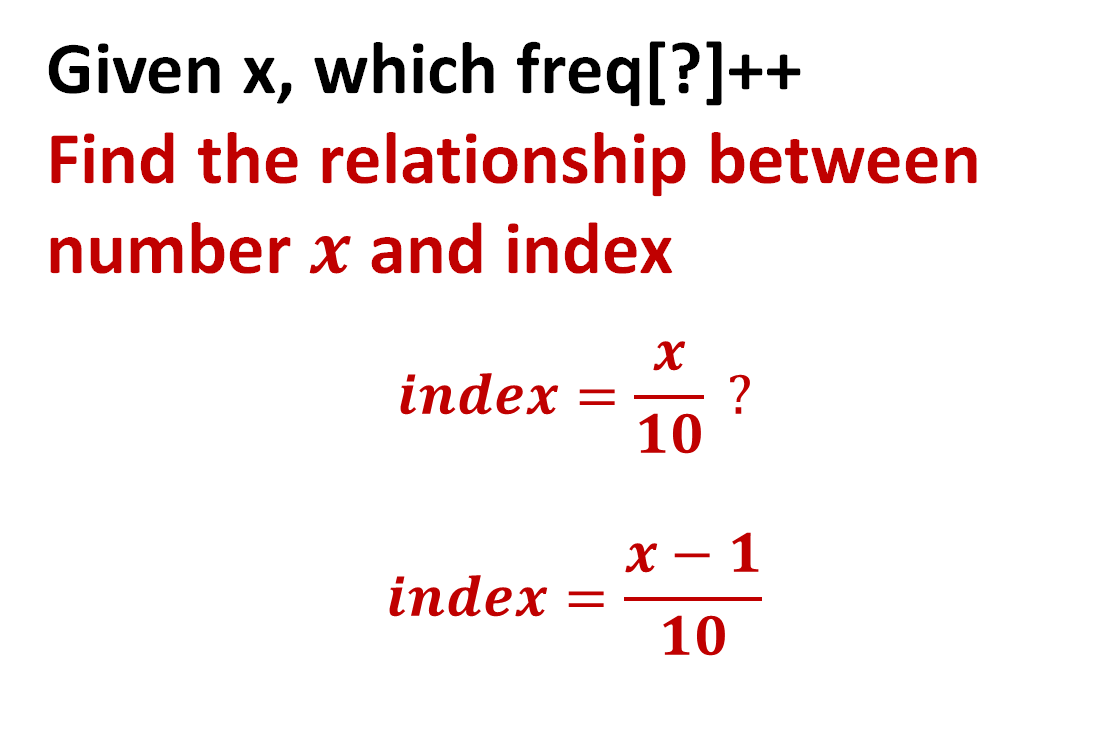 Given x, which freq[?]++
Find the relationship between
number x and index
index = x/10 ?
index = x − 1/10